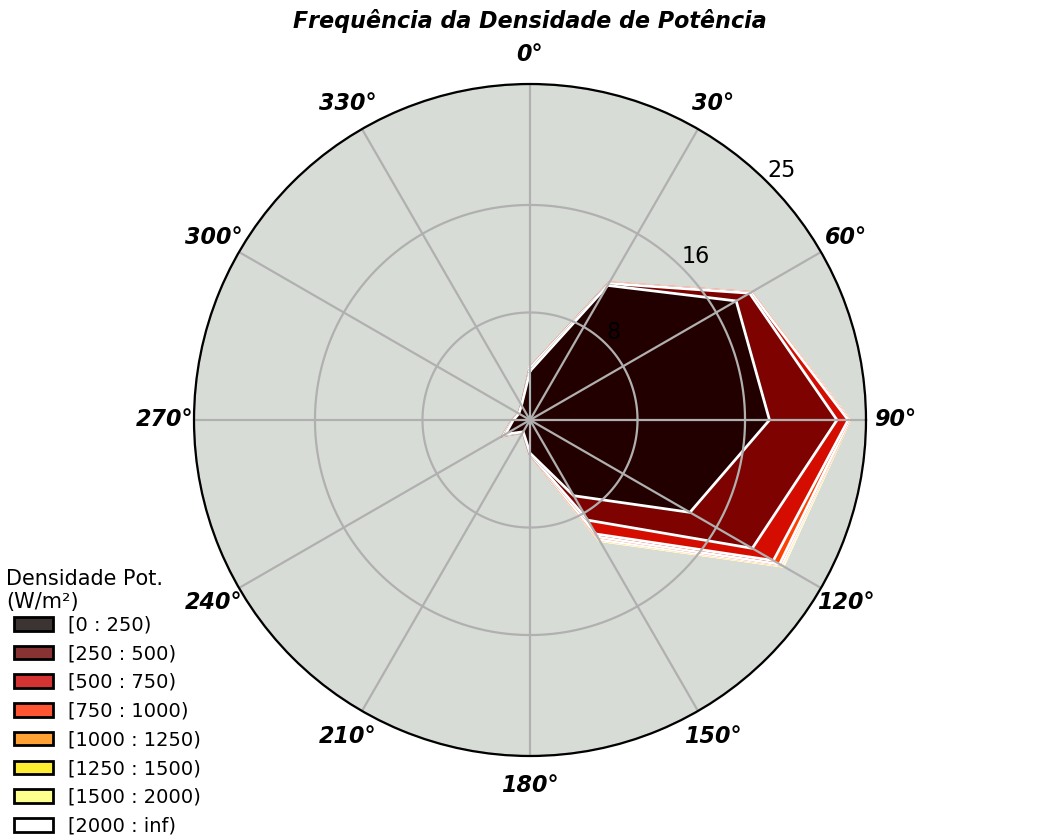 Frequência da Densidade de Potência
0°
330°
30°
25
300°
60°
16
8
270°
90°
240°
120°
210°
150°
180°
Densidade Pot.
(W/m²)
[0 : 250)
[250 : 500)
[500 : 750)
[750 : 1000)
[1000 : 1250)
[1250 : 1500)
[1500 : 2000)
[2000 : inf)